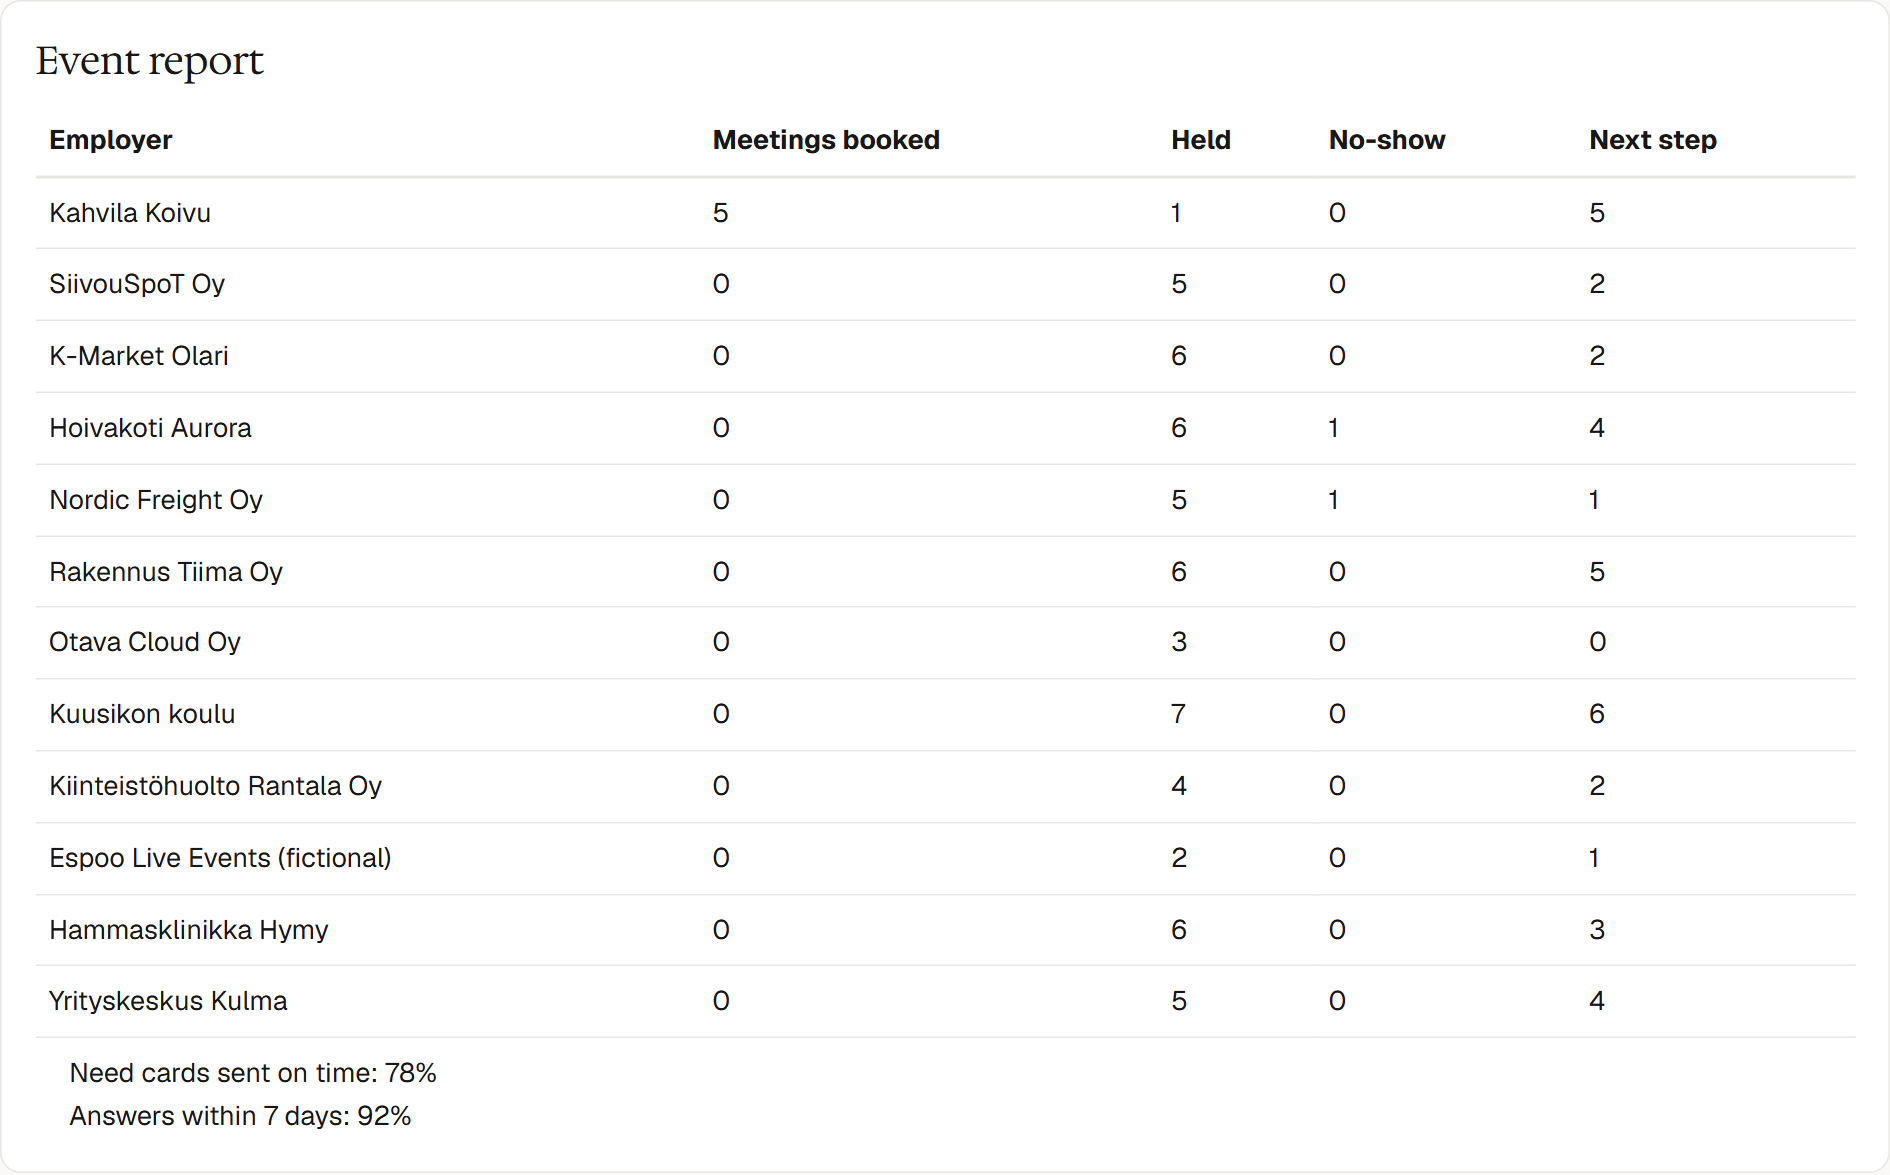 Event report
Employer Meetings booked Held No-show Next step
Kahvila Koivu 5 1 0 5
SiivouSpoT Oy 0 5 0 2
K-Market Olari 0 6 0 2
Hoivakoti Aurora 0 6 1 4
Nordic Freight Oy 0 5 1 1
Rakennus Tiima Oy 0 6 0 5
Otava Cloud Oy 0 3 0 0
Kuusikon koulu 0 7 0 6
Kiinteistöhuolto Rantala Oy 0 4 0 2
Espoo Live Events (fictional) 0 2 0 1
Hammasklinikka Hymy 0 6 0 3
Yrityskeskus Kulma 0 5 0 4
Need cards sent on time: 78%
Answers within 7 days: 92%